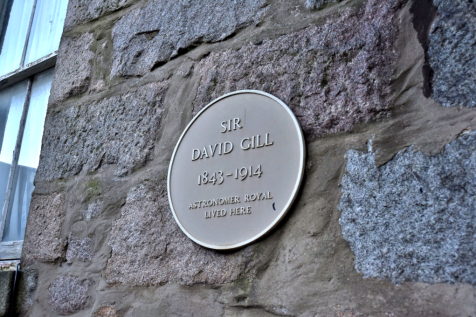 SIR
DAVID GILL
1843-1914
ASTRONOMER ROYAL
LIVED HERE